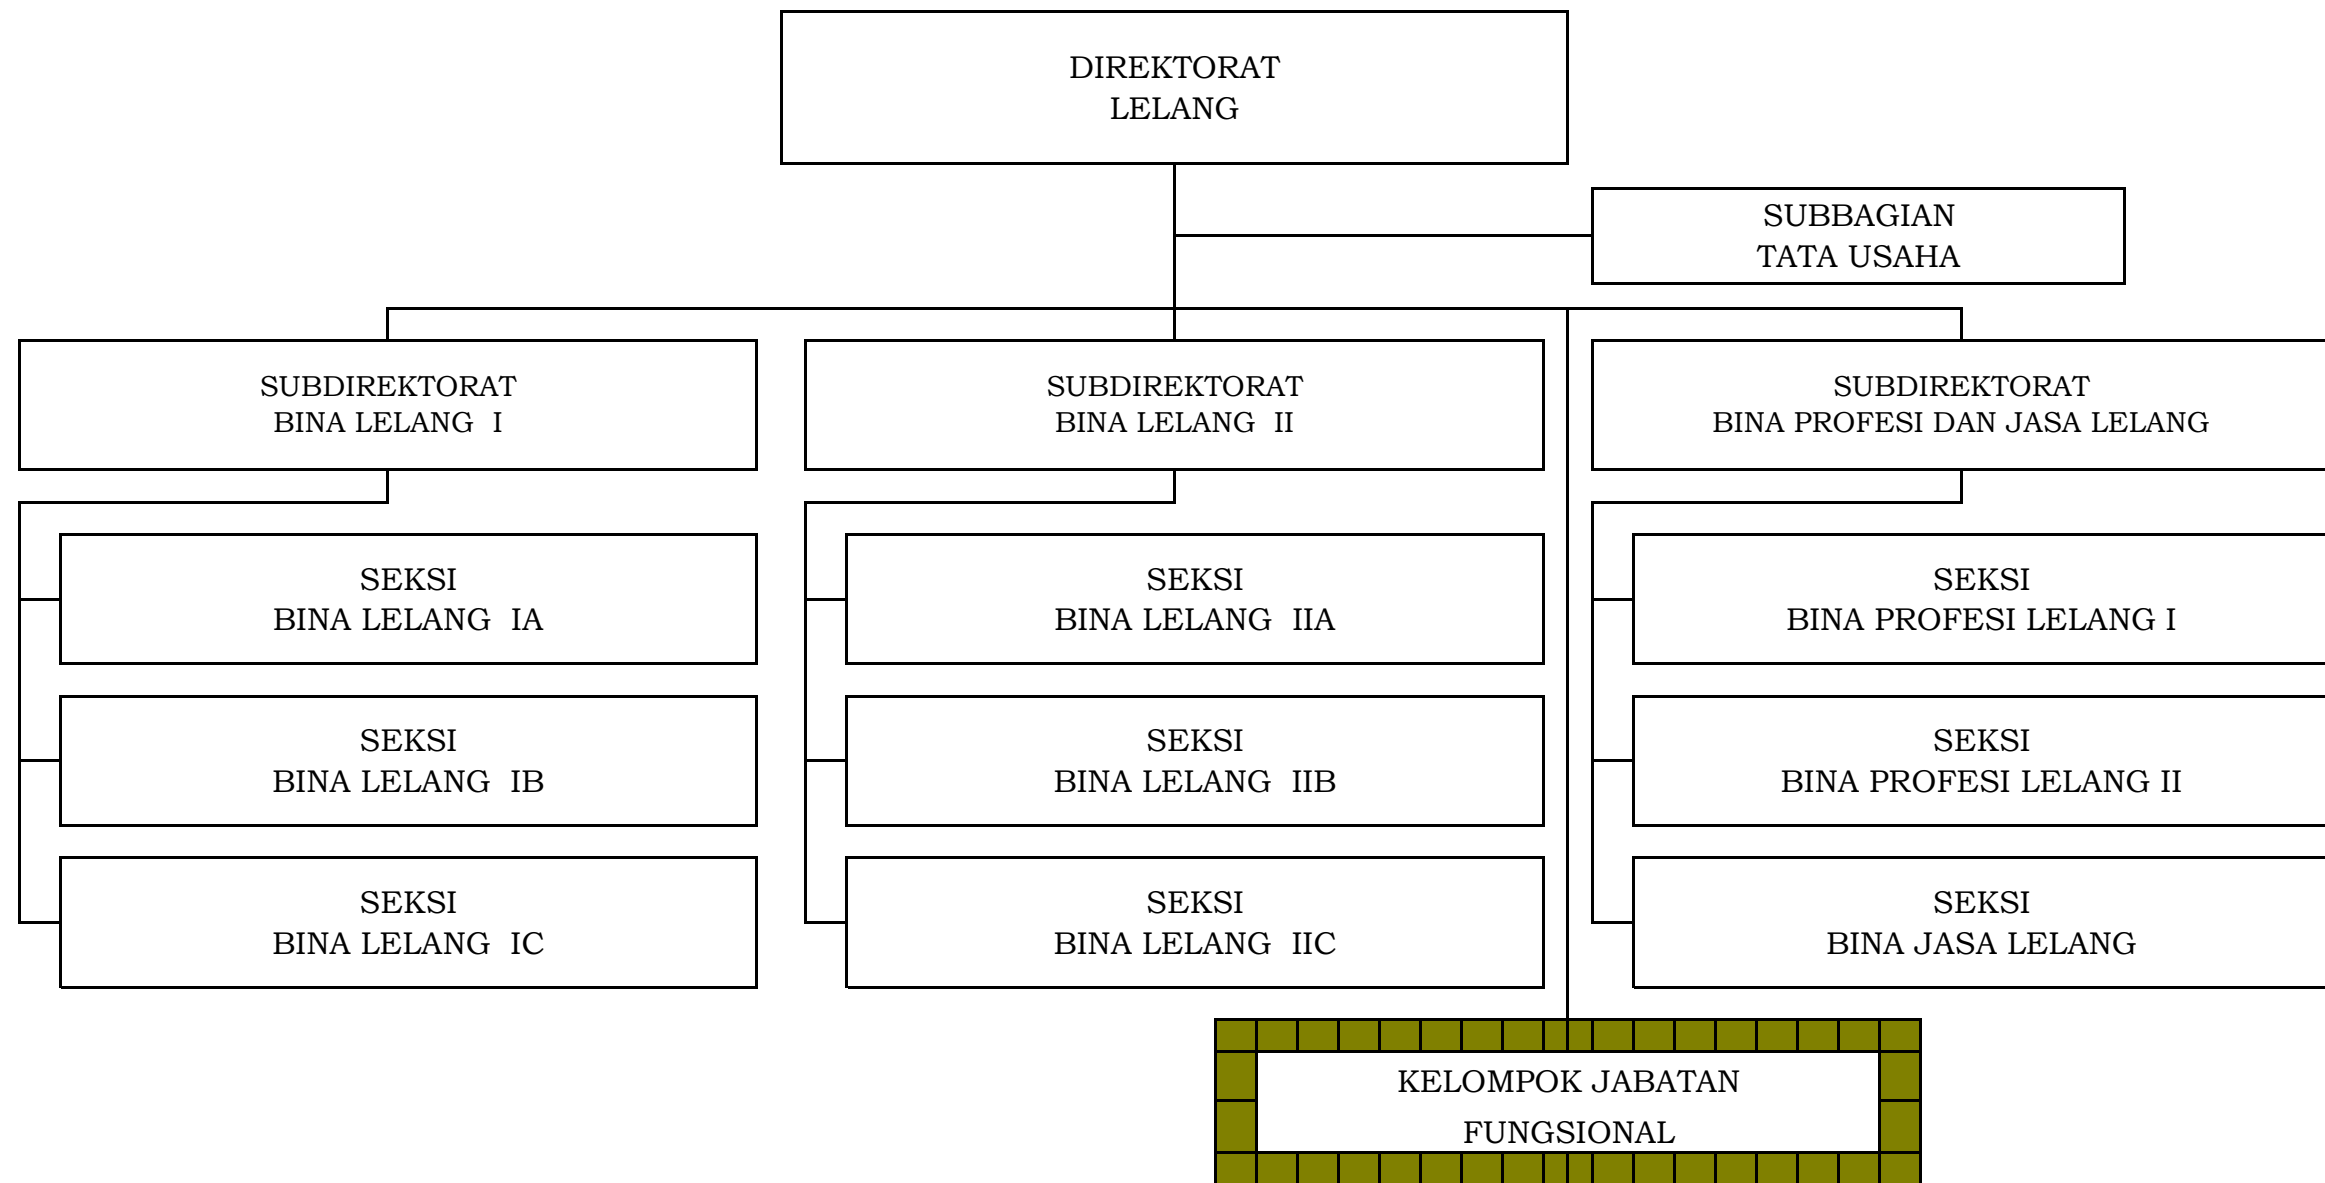 DIREKTORAT
LELANG
SUBBAGIAN
TATA USAHA
SUBDIREKTORAT
BINA LELANG  I
SUBDIREKTORAT
BINA LELANG  II
SUBDIREKTORAT
BINA PROFESI DAN JASA LELANG
SEKSI
BINA LELANG  IA
SEKSI
BINA LELANG  IIA
SEKSI
BINA PROFESI LELANG I
SEKSI
BINA LELANG  IB
SEKSI
BINA LELANG  IIB
SEKSI
BINA PROFESI LELANG II
SEKSI
BINA LELANG  IC
SEKSI
BINA LELANG  IIC
SEKSI
BINA JASA LELANG
KELOMPOK JABATAN
FUNGSIONAL